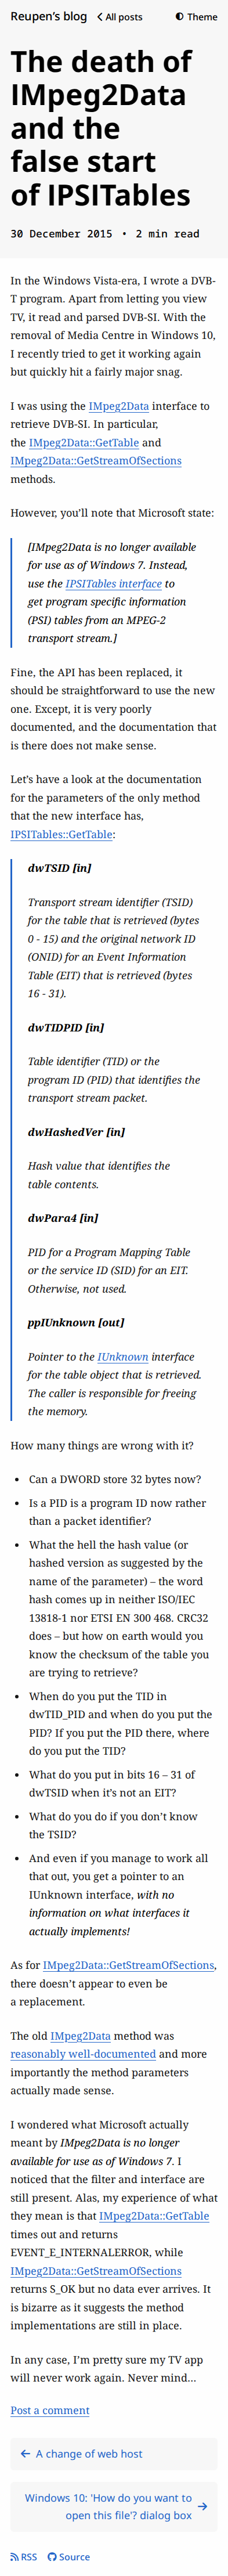 Reupen's blog
All posts
Theme
The death of
IMpeg2Data
and the
false start
of IPSITables
30 December 2015 • 2 min read
In the Windows Vista-era, I wrote a DVB-
T program. Apart from letting you view
TV, it read and parsed DVB-SI. With the
removal of Media Centre in Windows 10,
I recently tried to get it working again
but quickly hit a fairly major snag.
I was using the IMpeg2Data interface to
retrieve DVB-SI. In particular,
the IMpeg2Data::GetTable and
IMpeg2Data::GetStreamOfSections
methods.
However, you'll note that Microsoft state:
[IMpeg2Data is no longer available
for use as of Windows 7. Instead,
use the IPSITables interface to
get program specific information
(PSI) tables from an MPEG-2
transport stream.]
Fine, the API has been replaced, it
should be straightforward to use the new
one. Except, it is very poorly
documented, and the documentation that
is there does not make sense.
Let's have a look at the documentation
for the parameters of the only method
that the new interface has,
IPSITables::GetTable:
dwTSID [in]
Transport stream identifier (TSID)
for the table that is retrieved (bytes
0 - 15) and the original network ID
(ONID) for an Event Information
Table (EIT) that is retrieved (bytes
16 - 31).
dwTIDPID [in]
Table identifier (TID) or the
program ID (PID) that identifies the
transport stream packet.
dwHashedVer [in]
Hash value that identifies the
table contents.
dwPara4 [in]
PID for a Program Mapping Table
or the service ID (SID) for an EIT.
Otherwise, not used.
ppIUnknown [out]
Pointer to the IUnknown interface
for the table object that is retrieved.
The caller is responsible for freeing
the memory.
How many things are wrong with it?
• Can a DWORD store 32 bytes now?
• Is a PID is a program ID now rather
than a packet identifier?
• What the hell the hash value (or
hashed version as suggested by the
name of the parameter) – the word
hash comes up in neither ISO/IEC
13818-1 nor ETSI EN 300 468. CRC32
does – but how on earth would you
know the checksum of the table you
are trying to retrieve?
• When do you put the TID in
dwTID_PID and when do you put the
PID? If you put the PID there, where
do you put the TID?
• What do you put in bits 16 – 31 of
dwTSID when it's not an EIT?
• What do you do if you don't know
the TSID?
• And even if you manage to work all
that out, you get a pointer to an
IUnknown interface, with no
information on what interfaces it
actually implements!
As for IMpeg2Data::GetStreamOfSections,
there doesn't appear to even be
a replacement.
The old IMpeg2Data method was
reasonably well-documented and more
importantly the method parameters
actually made sense.
I wondered what Microsoft actually
meant by IMpeg2Data is no longer
available for use as of Windows 7. I
noticed that the filter and interface are
still present. Alas, my experience of what
they mean is that IMpeg2Data::GetTable
times out and returns
EVENT_E_INTERNALERROR, while
IMpeg2Data::GetStreamOfSections
returns S_OK but no data ever arrives. It
is bizarre as it suggests the method
implementations are still in place.
In any case, I'm pretty sure my TV app
will never work again. Never mind…
Post a comment
A change of web host
Windows 10: 'How do you want to
open this file'? dialog box
RSS
Source